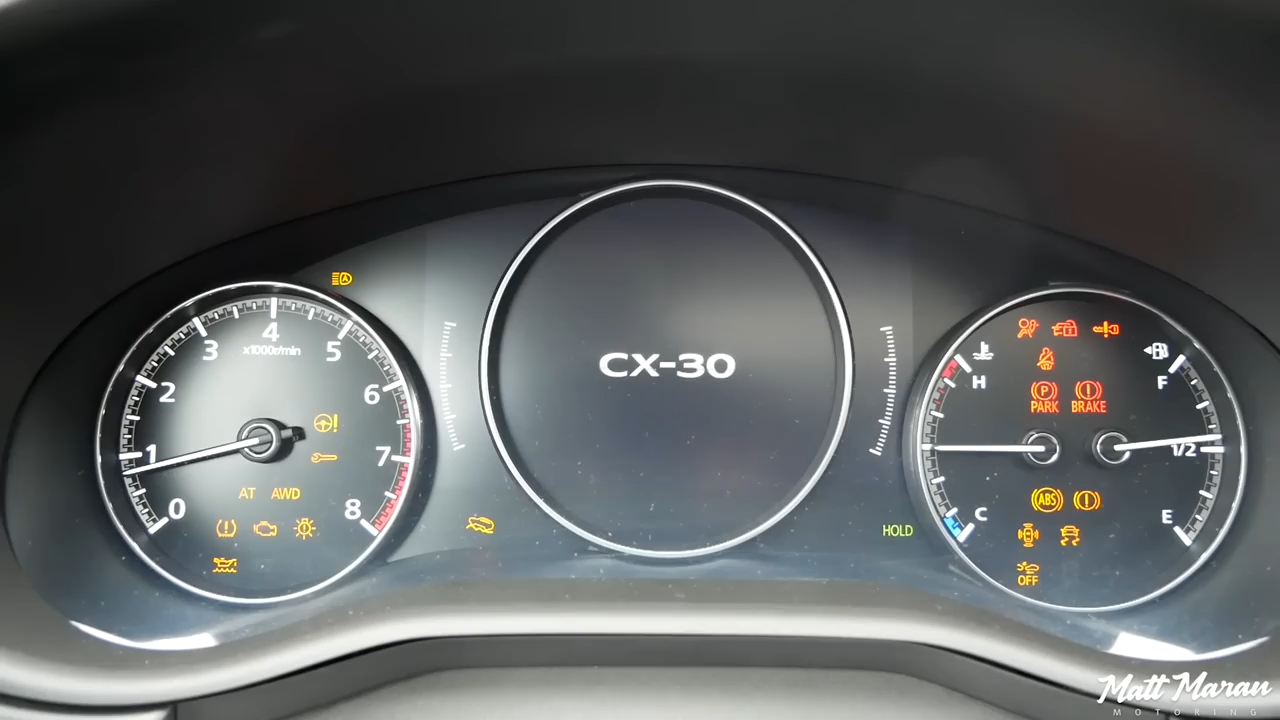 4
3
5
x1000r/min
2
6
1
7
0
8
AT AWD
A
CX-30
HOLD
H
F
P
PARK
BRAKE
1/2
ABS
C
E
OFF
Matt Maran
MOTORING